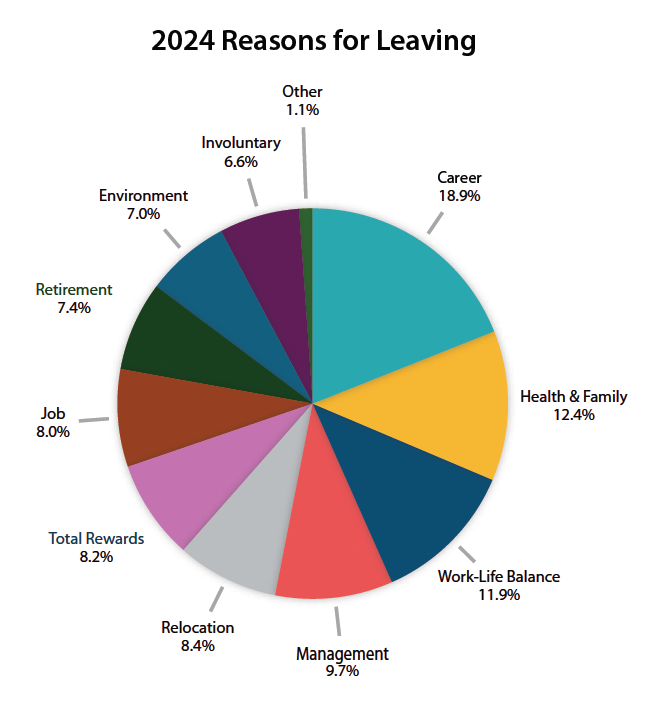 2024 Reasons for Leaving
Other
1.1%
Involuntary
6.6%
Career
18.9%
Environment
7.0%
Retirement
7.4%
Health & Family
12.4%
Job
8.0%
Total Rewards
8.2%
Work-Life Balance
11.9%
Relocation
8.4%
Management
9.7%